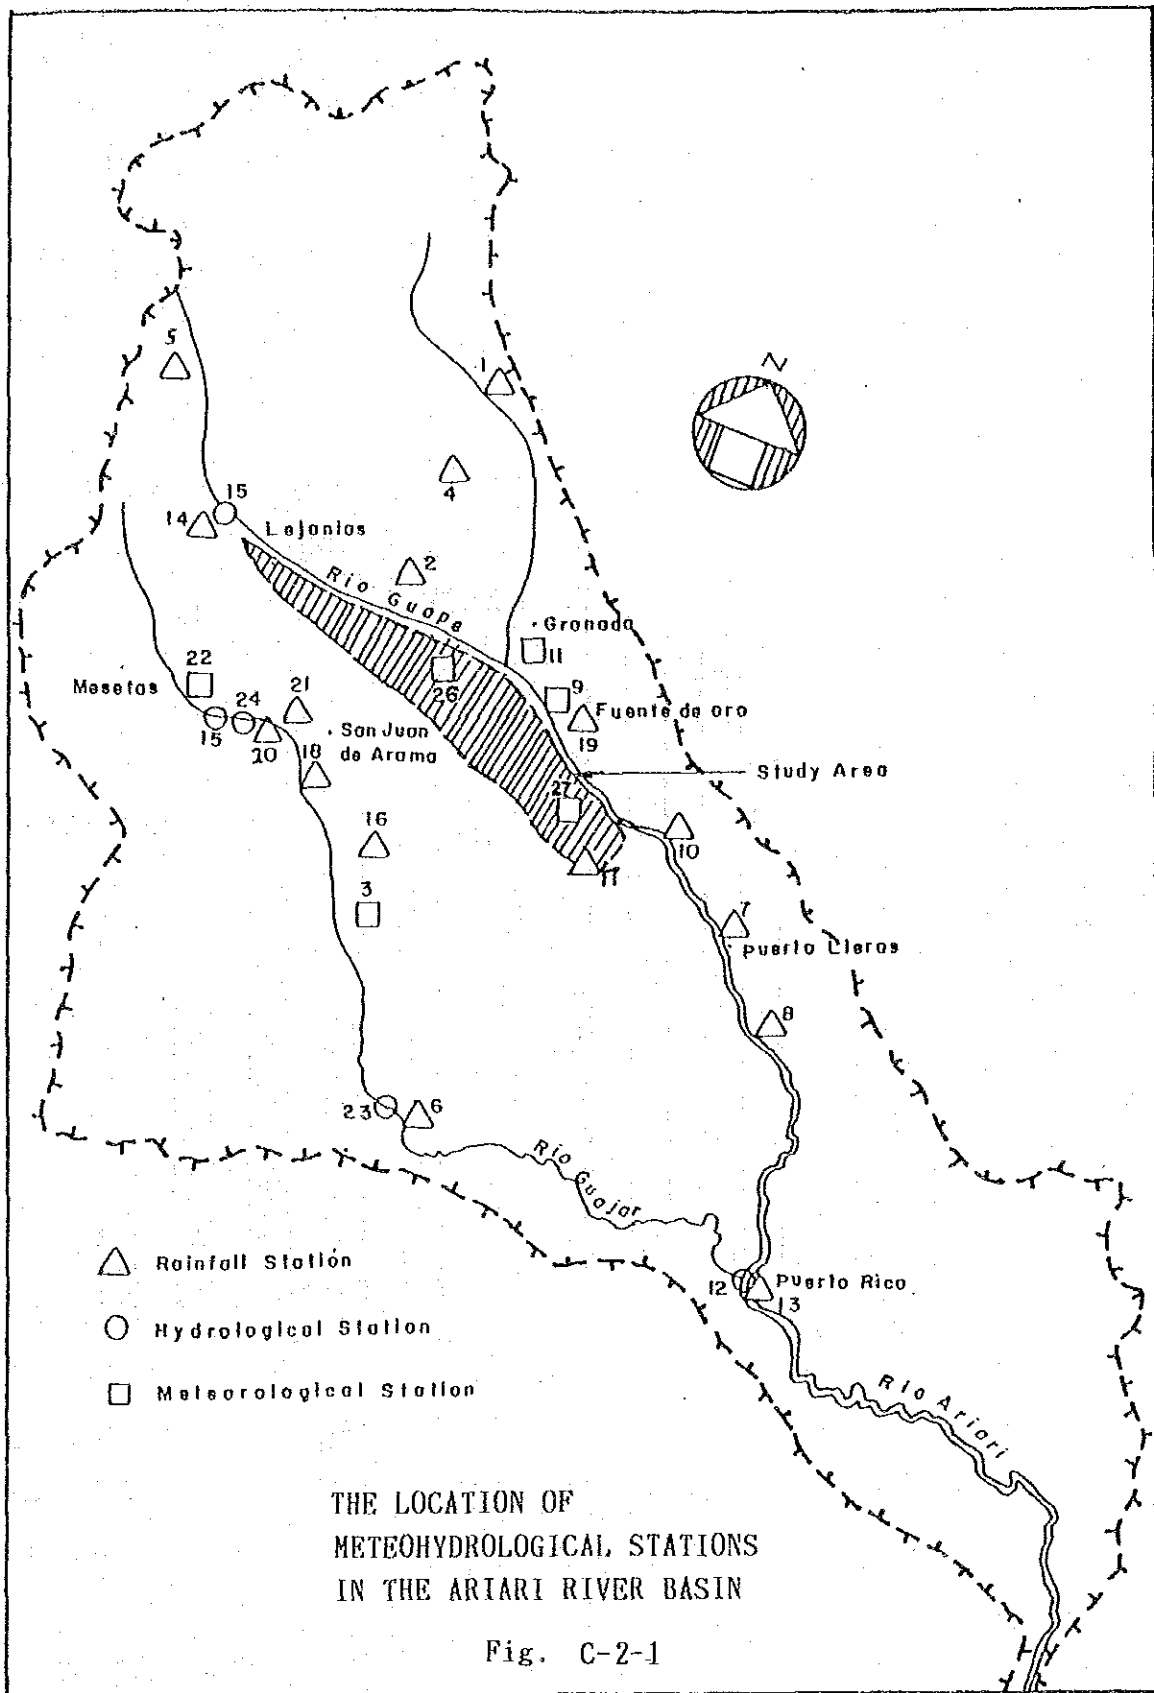 5
1
N
4
15
14
Lejanias
2
Rio Guape
Granada
11
22
Mesetas
26
9
24
21
Fuente de oro
19
15
20
San Juan
de Arama
18
Study Area
27
16
10
17
3
7
Puerto Lleras
8
23
6
Rio Guejar
Rainfall Station
12
Puerto Rico
13
Hydrological Station
Meteorological Station
Rio Ariari
THE LOCATION OF
METEOHYDROLOGICAL STATIONS
IN THE ARIARI RIVER BASIN
Fig. C-2-1